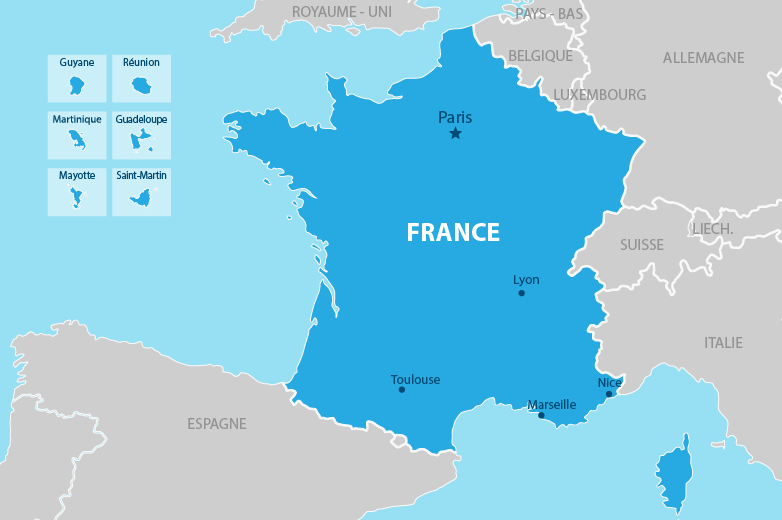 ROYAUME - UNI
PAYS - BAS
BELGIQUE
ALLEMAGNE
LUXEMBOURG
Guyane
Réunion
Martinique
Guadeloupe
Mayotte
Saint-Martin
Paris
FRANCE
SUISSE
LIECH.
Lyon
ITALIE
Toulouse
Nice
Marseille
ESPAGNE